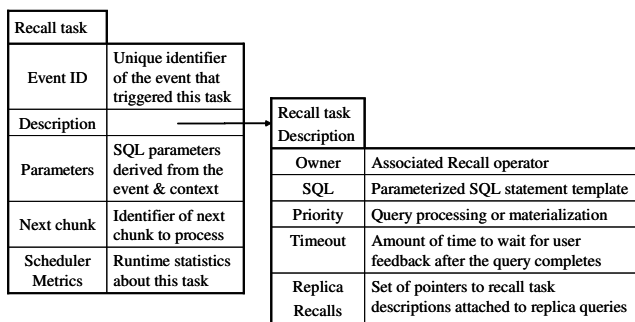 Recall task
Event ID
Unique identifier
of the event that
triggered this task
Description
Parameters
SQL parameters
derived from the
event & context
Next chunk
Identifier of next
chunk to process
Scheduler
Metrics
Runtime statistics
about this task
Recall task
Description
Owner
Associated Recall operator
SQL
Parameterized SQL statement template
Priority
Query processing or materialization
Timeout
Amount of time to wait for user
feedback after the query completes
Replica
Recalls
Set of pointers to recall task
descriptions attached to replica queries